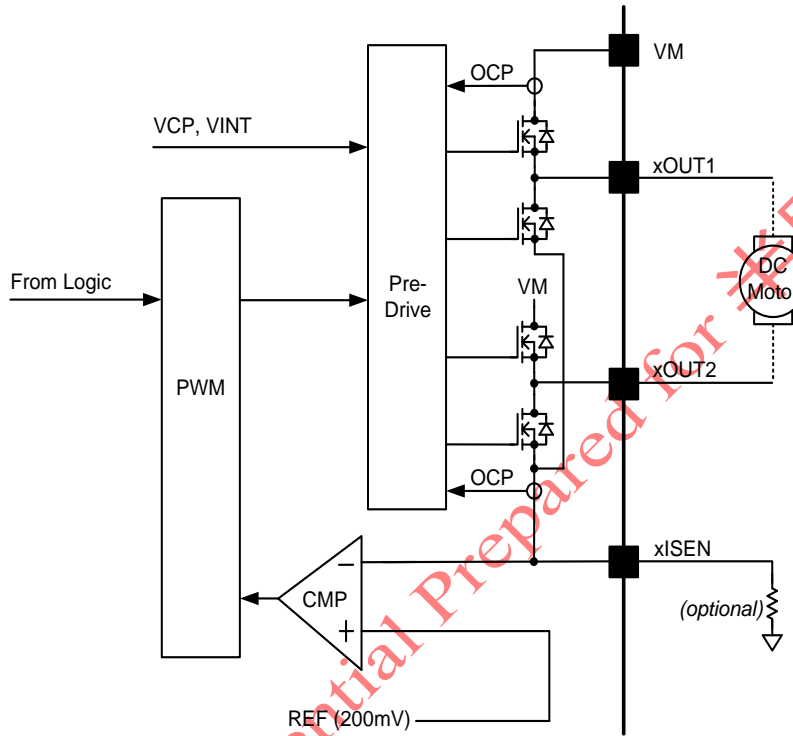 OCP
VM
VCP, VINT
xOUT1
From Logic
Pre-
Drive
VM
DC
Moto
PWM
xOUT2
OCP
xISEN
CMP
(optional)
REF (200mV)
ential Prepared for